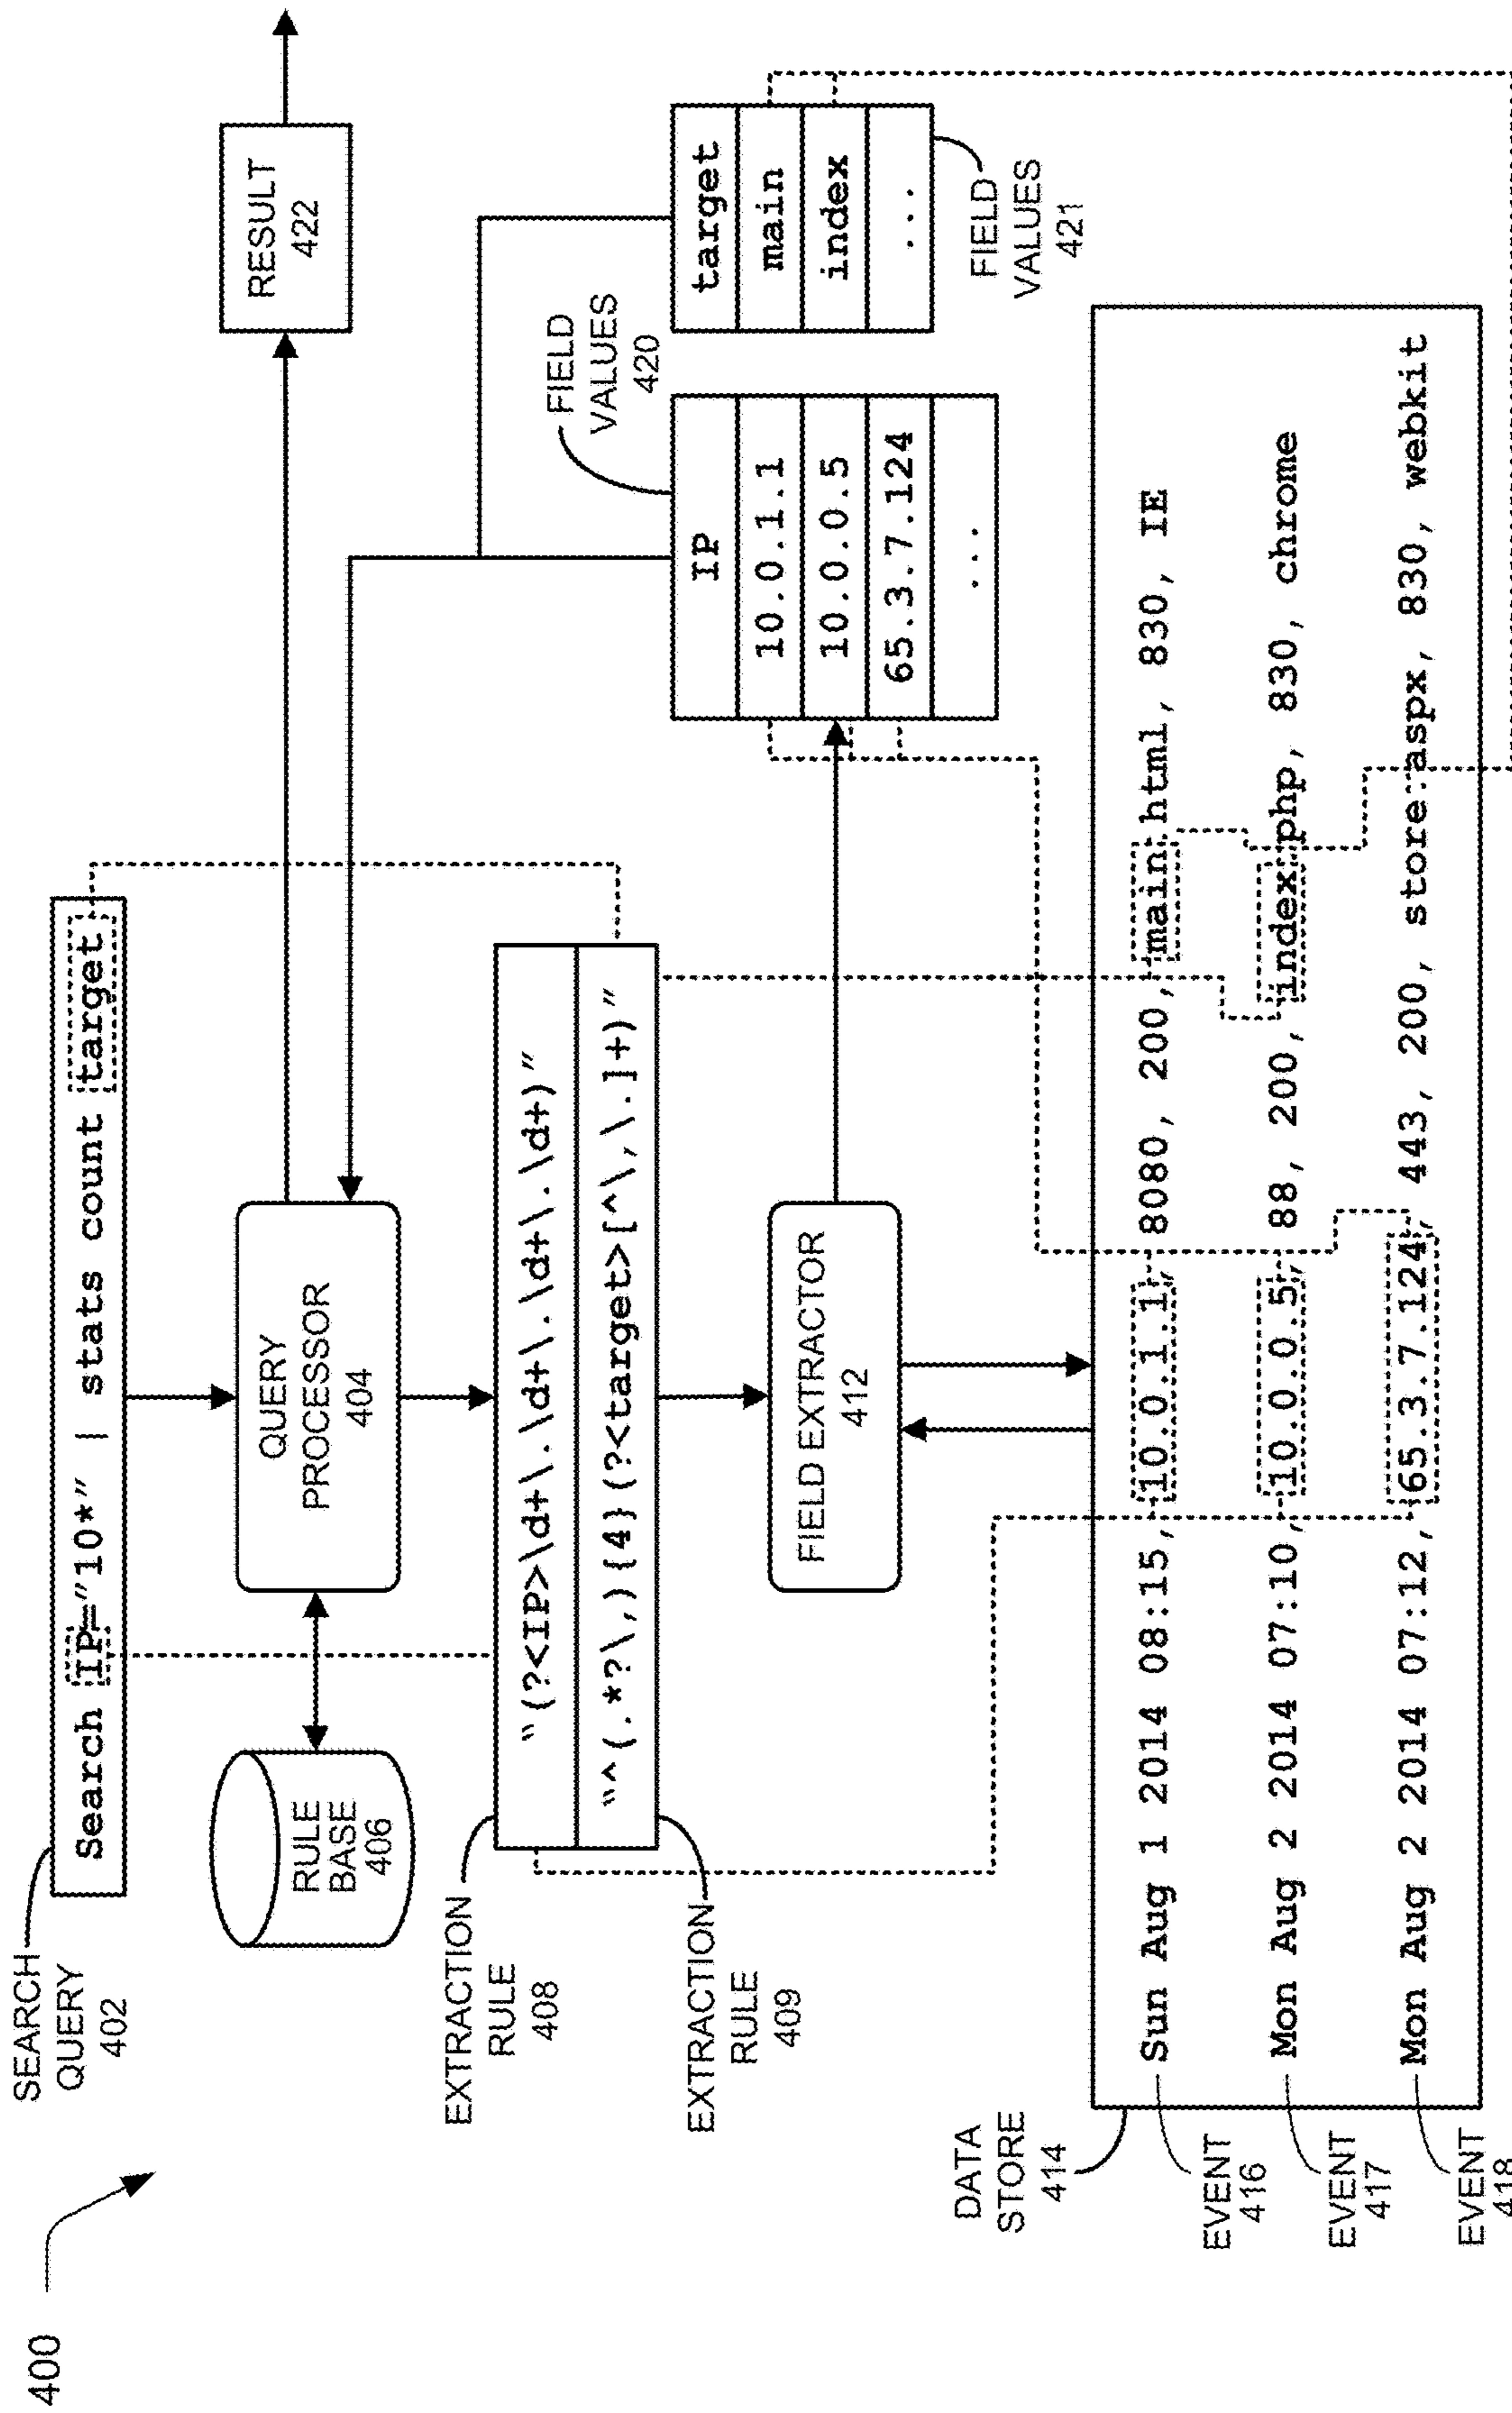 400
SEARCH
QUERY
402
Search IP="10*" | stats count target
RULE
BASE
406
QUERY
PROCESSOR
404
RESULT
422
EXTRACTION
RULE
408
"(?<IP>\d+\.\d+\.\d+\.\d+)"
EXTRACTION
RULE
409
"^(.*?\,){4}(?<target>[^\,\.]+)"
FIELD
VALUES
420
IP
10.0.1.1
10.0.0.5
65.3.7.124
...
target
main
index
...
FIELD
VALUES
421
FIELD EXTRACTOR
412
DATA
STORE
414
EVENT
416
Sun Aug 1 2014 08:15, 10.0.1.1, 8080, 200, main.html, 830, IE
EVENT
417
Mon Aug 2 2014 07:10, 10.0.0.5, 88, 200, index.php, 830, chrome
EVENT
418
Mon Aug 2 2014 07:12, 65.3.7.124, 443, 200, store.aspx, 830, webkit